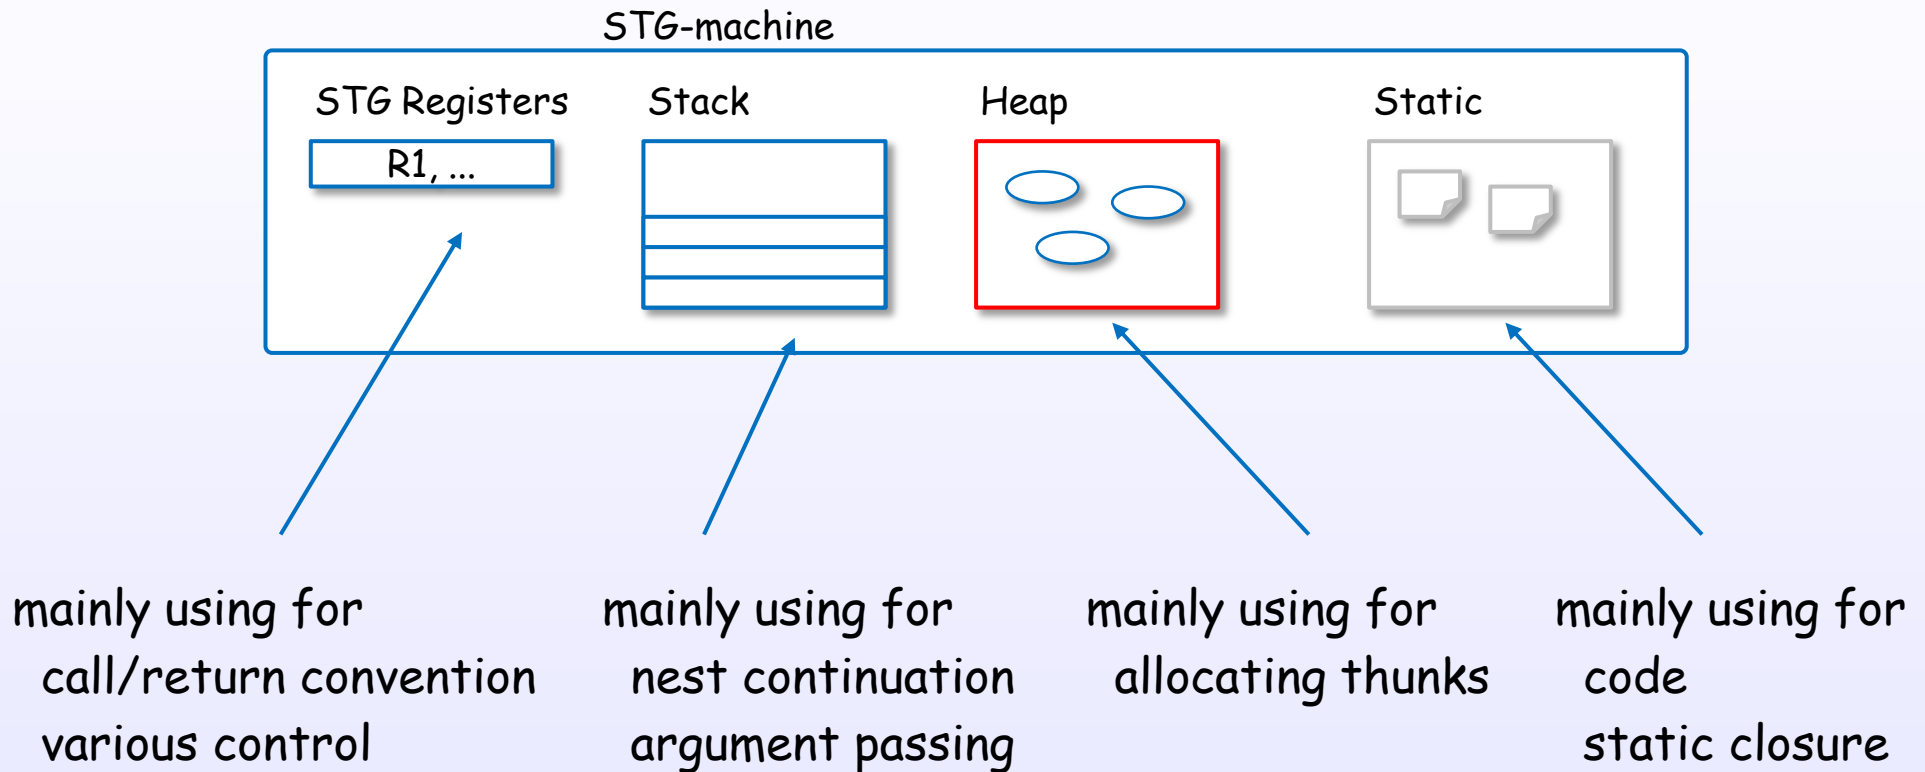 STG-machine
STG Registers
Stack
Heap
Static
R1, ...
mainly using for
call/return convention
various control
mainly using for
nest continuation
argument passing
mainly using for
allocating thunks
mainly using for
code
static closure